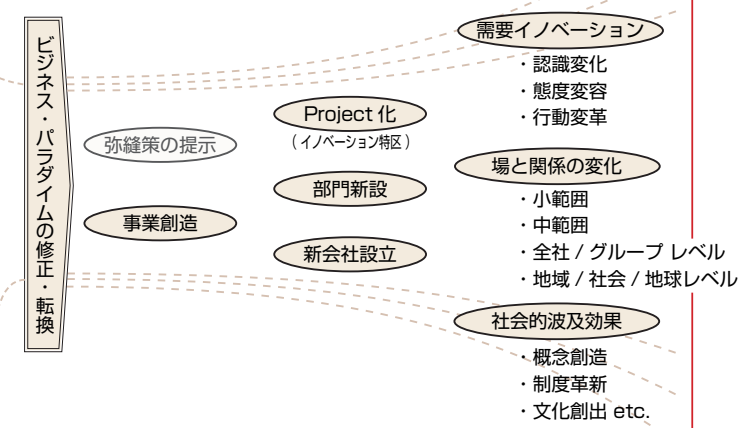 ビジネス・パラダイムの修正・転換
弥縫策の提示
事業創造
Project 化
( イノベーション特区 )
部門新設
新会社設立
需要イノベーション
・認識変化
・態度変容
・行動変革
場と関係の変化
・小範囲
・中範囲
・全社 / グループ レベル
・地域 / 社会 / 地球レベル
社会的波及効果
・概念創造
・制度革新
・文化創出 etc.